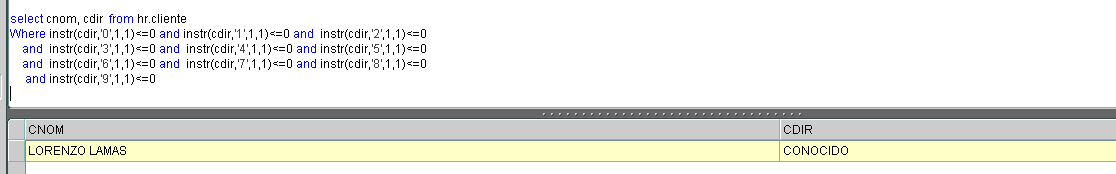 select cnom, cdir from hr.cliente
Where instr(cdir,'0',1,1)<=0 and instr(cdir,'1',1,1)<=0 and instr(cdir,'2',1,1)<=0
and instr(cdir,'3',1,1)<=0 and instr(cdir,'4',1,1)<=0 and instr(cdir,'5',1,1)<=0
and instr(cdir,'6',1,1)<=0 and instr(cdir,'7',1,1)<=0 and instr(cdir,'8',1,1)<=0
and instr(cdir,'9',1,1)<=0
CNOM CDIR
LORENZO LAMAS CONOCIDO